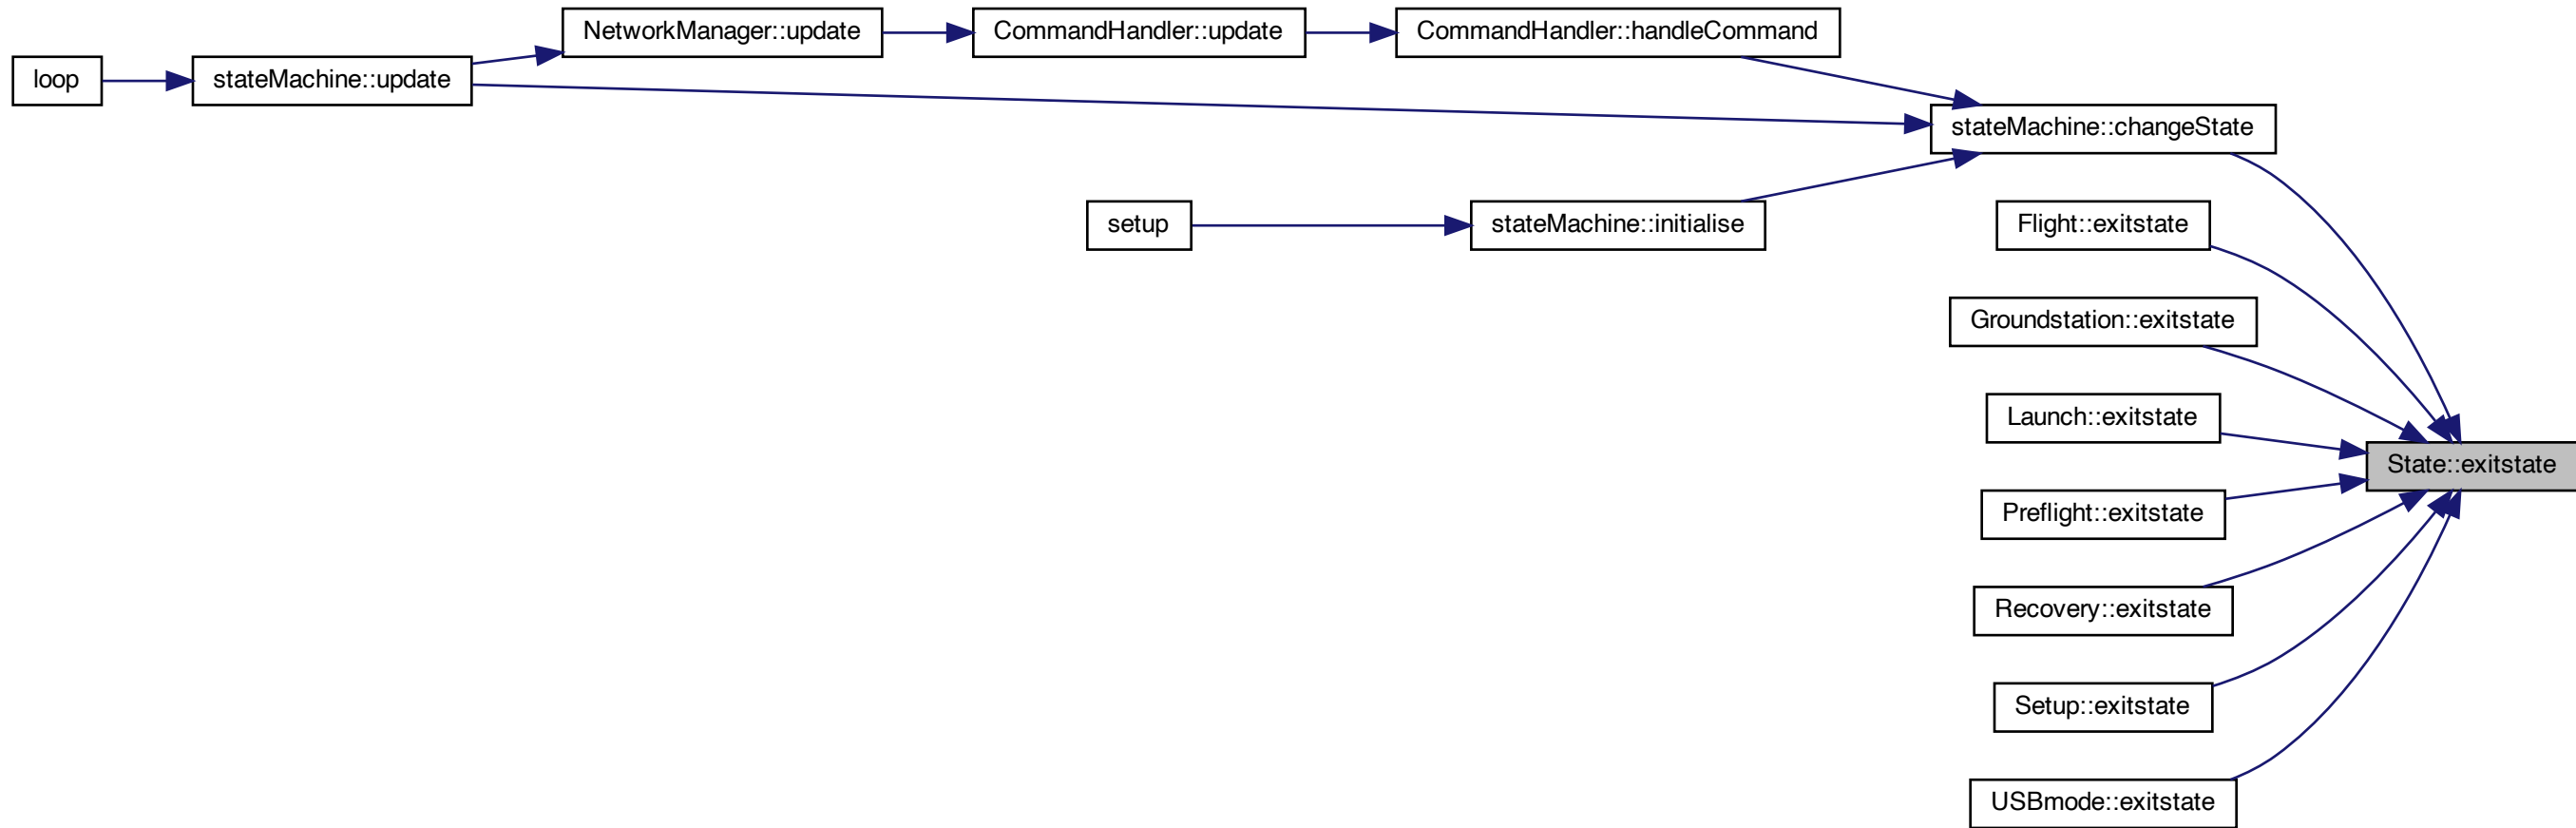 NetworkManager::update
CommandHandler::update
CommandHandler::handleCommand
loop
stateMachine::update
stateMachine::changeState
setup
stateMachine::initialise
Flight::exitstate
Groundstation::exitstate
Launch::exitstate
State::exitstate
Preflight::exitstate
Recovery::exitstate
Setup::exitstate
USBmode::exitstate